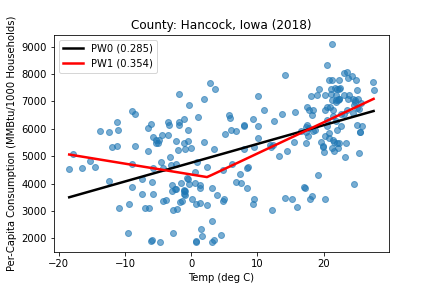 County: Hancock, Iowa (2018)
PW0 (0.285)
PW1 (0.354)
Per-Capita Consumption (MMBtu/1000 Households)
9000
8000
7000
6000
5000
4000
3000
2000
−20
−10
0
10
20
Temp (deg C)